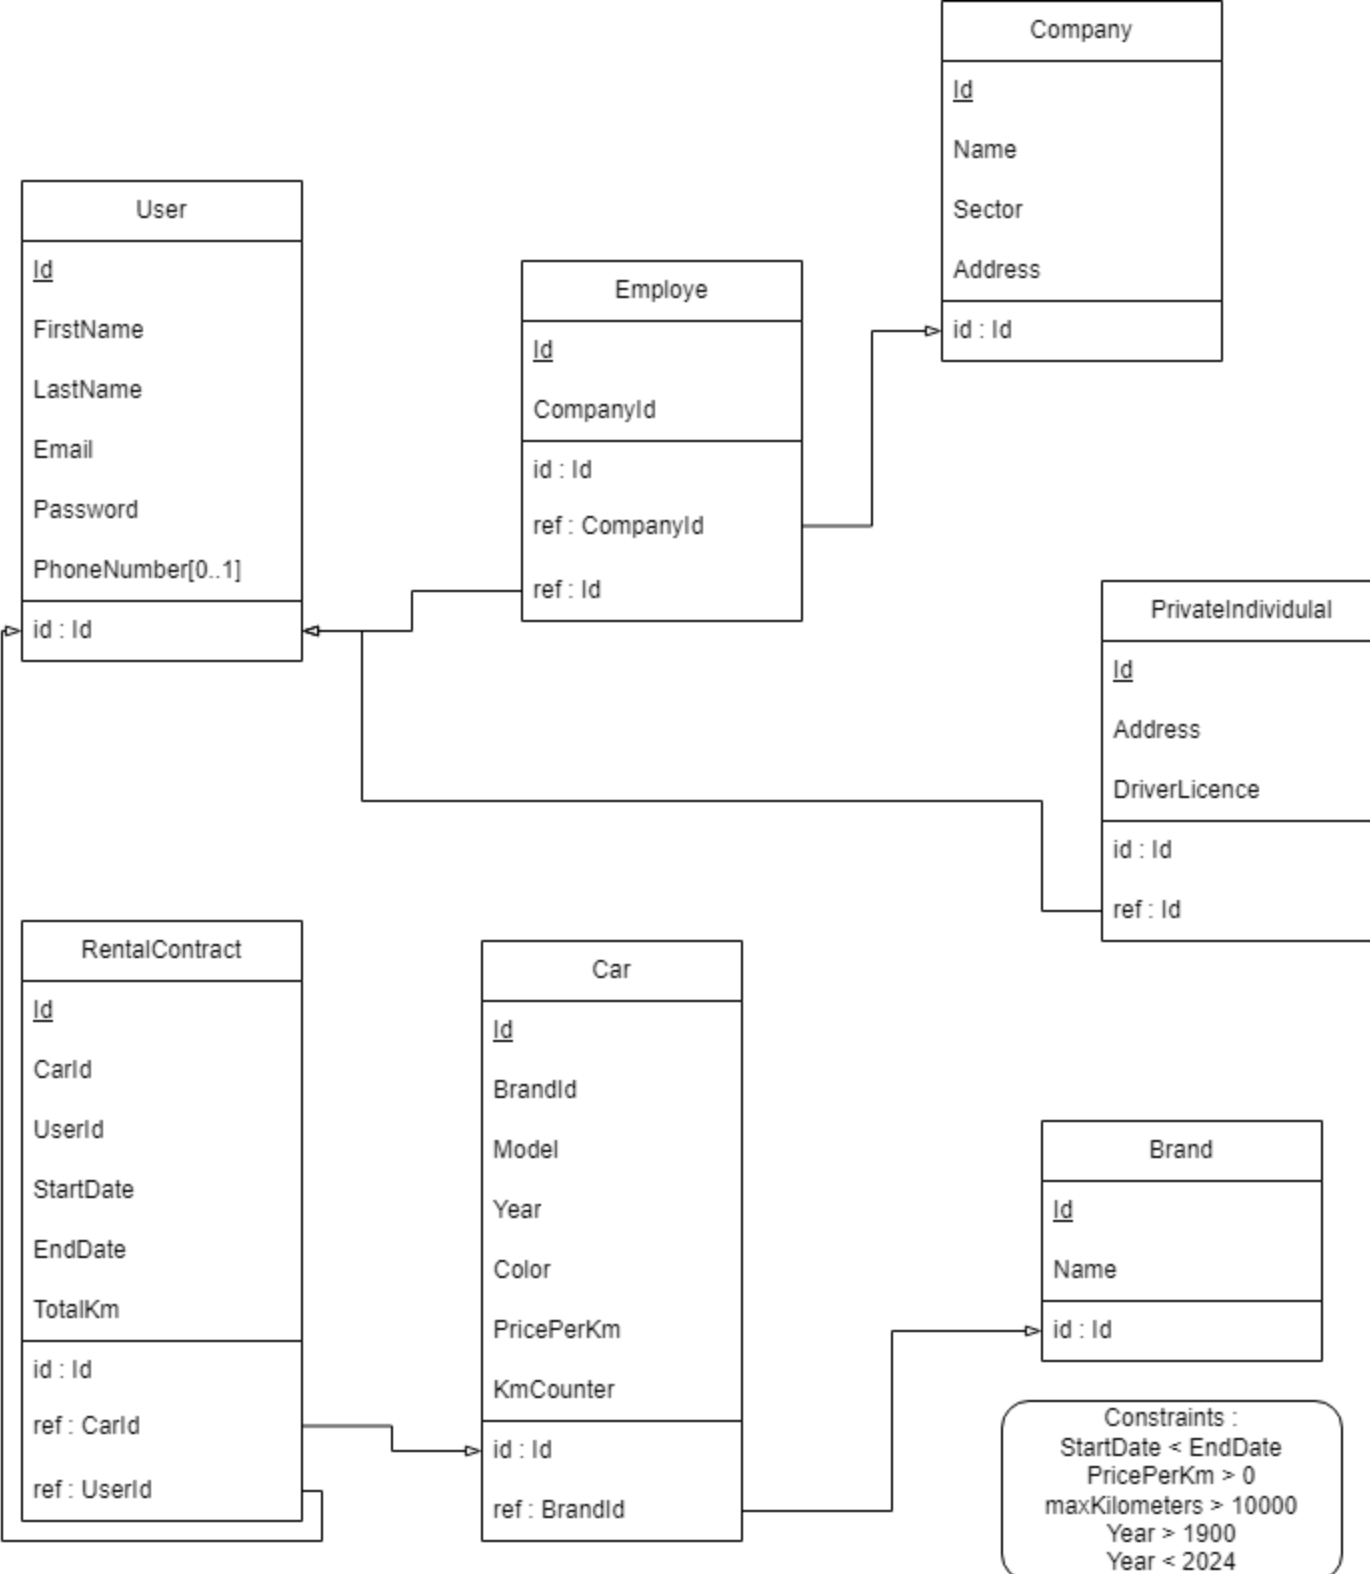 Company
Id
Name
Sector
Address
id : Id
User
Id
FirstName
LastName
Email
Password
PhoneNumber[0..1]
id : Id
Employe
Id
CompanyId
id : Id
ref : CompanyId
ref : Id
PrivateIndividulal
Id
Address
DriverLicence
id : Id
ref : Id
RentalContract
Id
CarId
UserId
StartDate
EndDate
TotalKm
id : Id
ref : CarId
ref : UserId
Car
Id
BrandId
Model
Year
Color
PricePerKm
KmCounter
id : Id
ref : BrandId
Brand
Id
Name
id : Id
Constraints :
StartDate < EndDate
PricePerKm > 0
maxKilometers > 10000
Year > 1900
Year < 2024